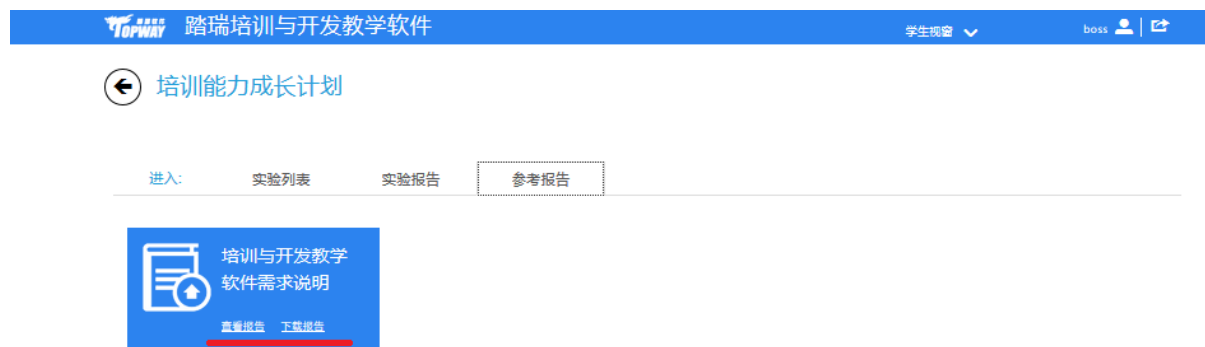 TOPWAY 踏瑞培训与开发教学软件 学生视窗 boss
培训能力成长计划
进入: 实验列表 实验报告 参考报告
培训与开发教学
软件需求说明
查看报告 下载报告